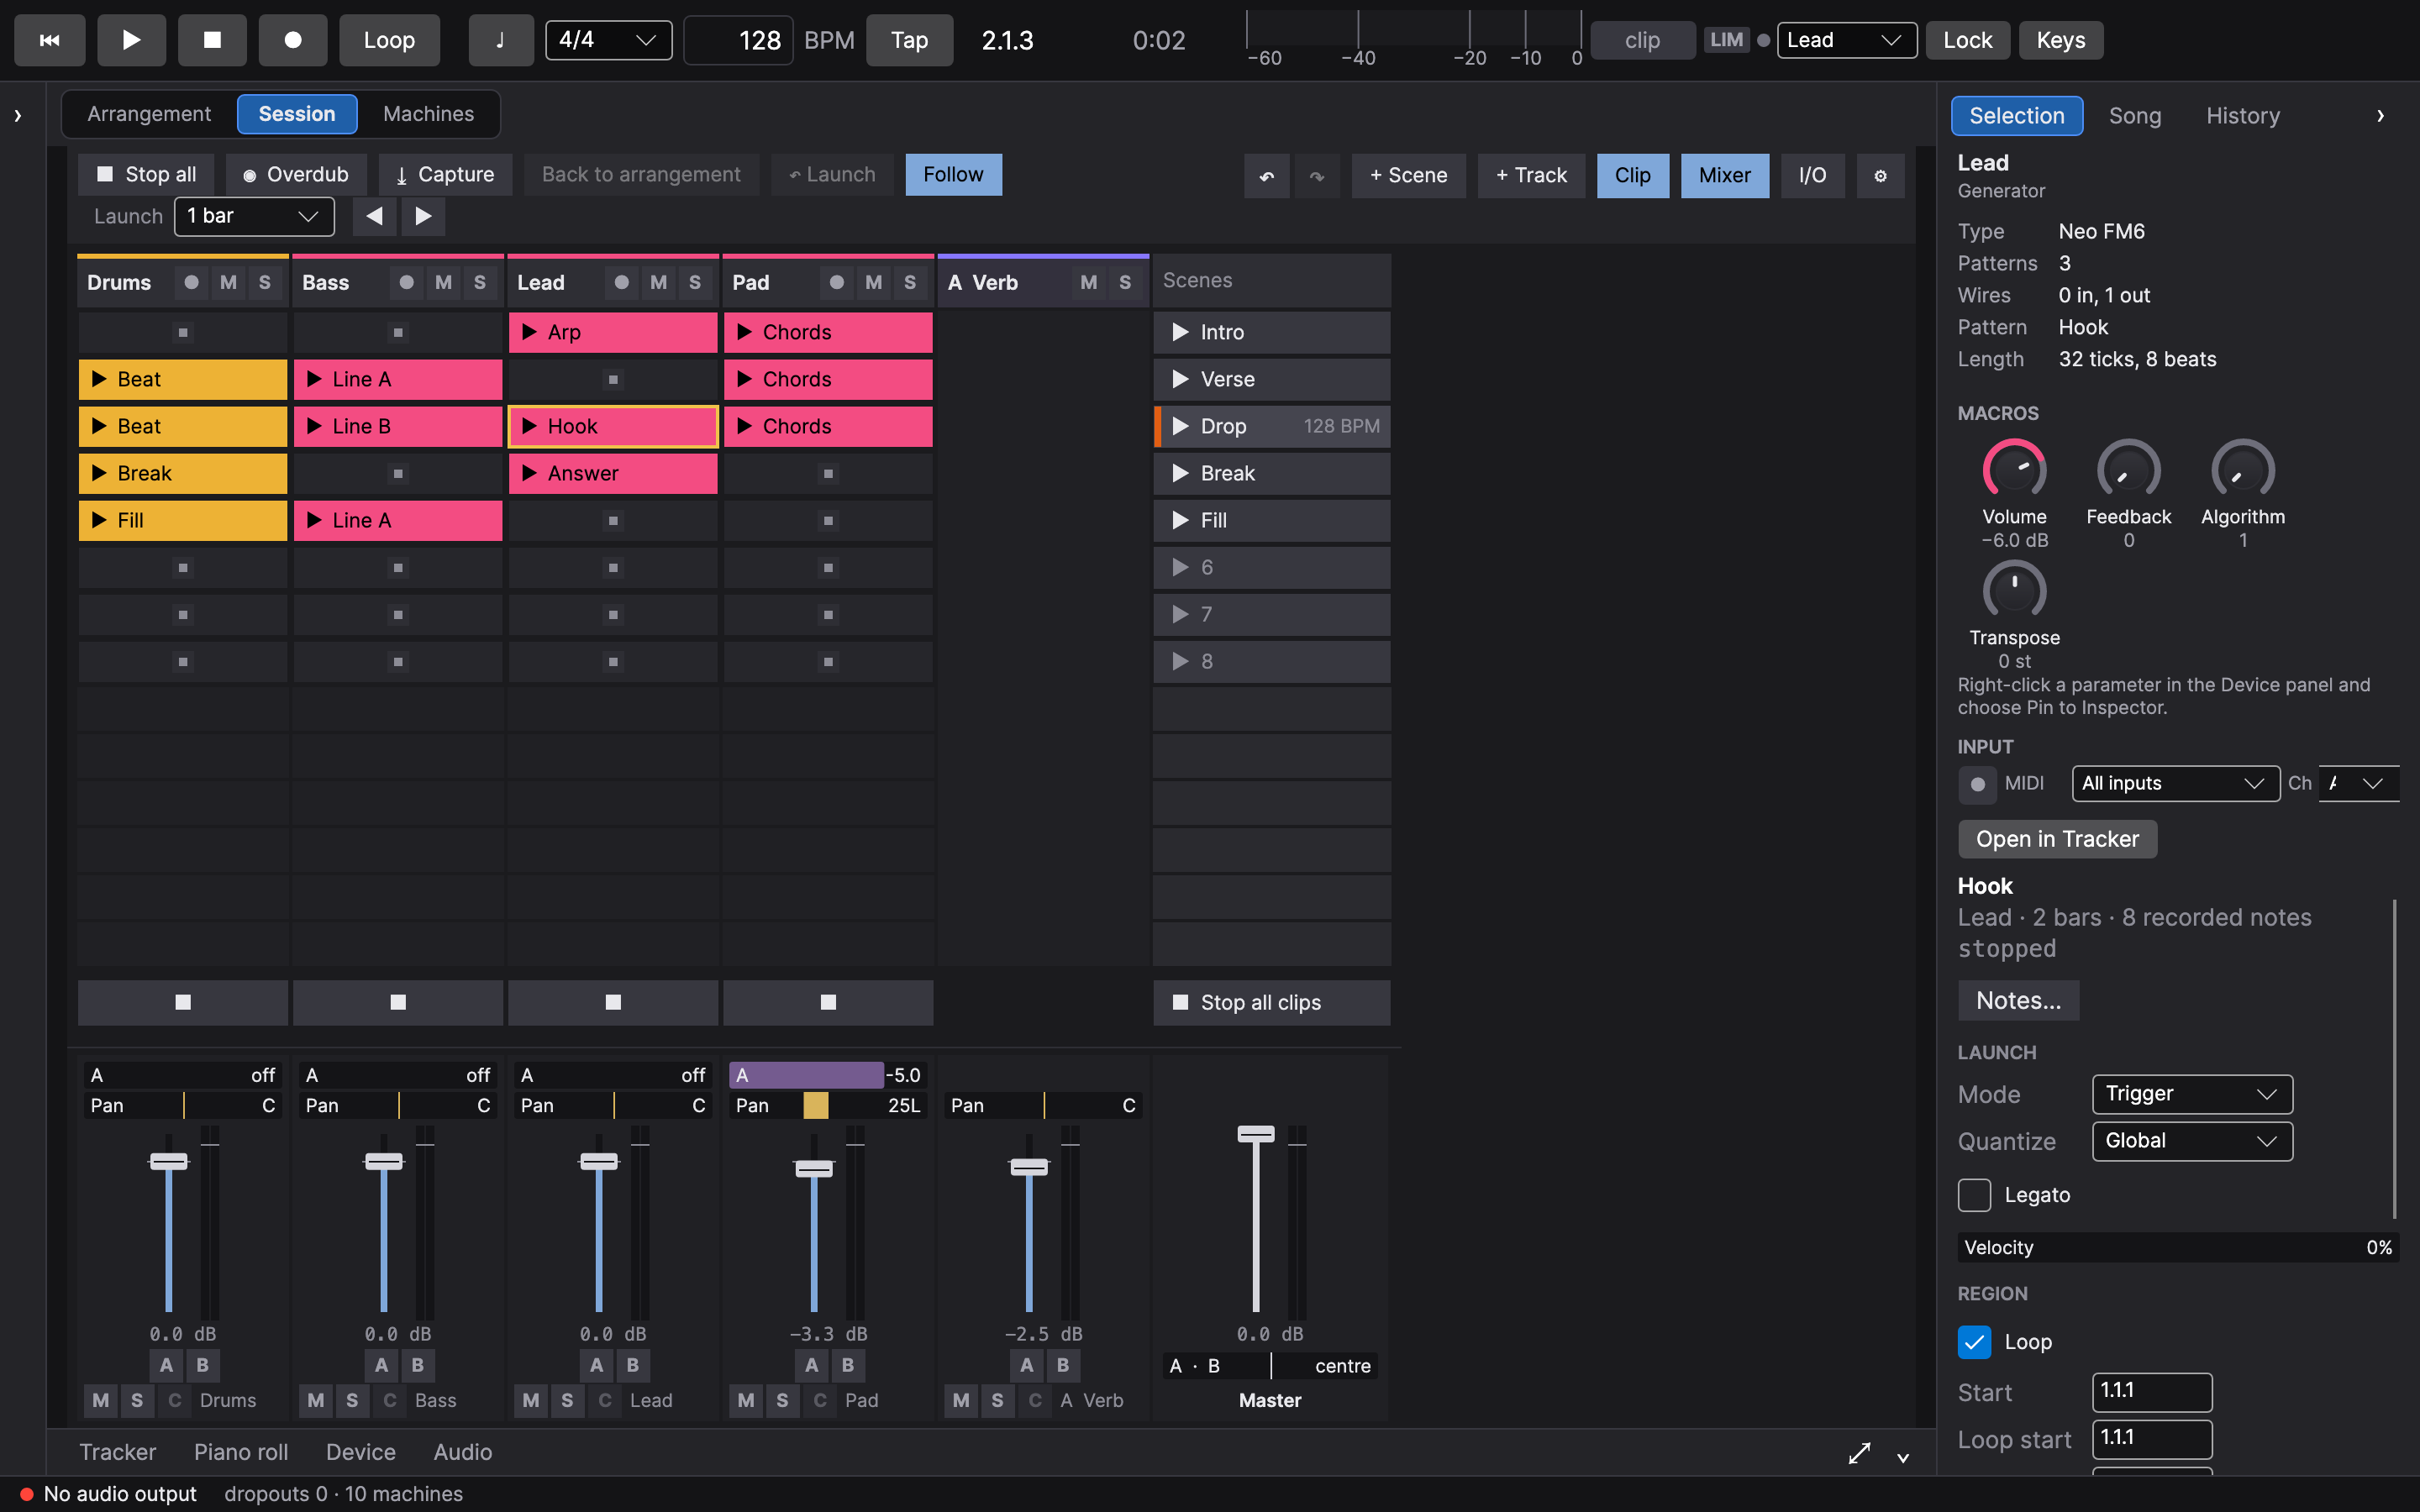 Loop 4/4 128 BPM Tap 2.1.3 0:02 −60 −40 −20 −10 0 clip LIM Lead Lock Keys
Arrangement Session Machines
Stop all Overdub Capture Back to arrangement Launch Follow + Scene + Track Clip Mixer I/O
Launch 1 bar
Drums M S Bass M S Lead M S Pad M S A Verb M S Scenes
Arp Chords Intro
Beat Line A Chords Verse
Beat Line B Hook Chords Drop 128 BPM
Break Answer Break
Fill Line A Fill
6
7
8
Stop all clips
A off A off A off A -5.0
Pan C Pan C Pan C Pan 25L Pan C
0.0 dB 0.0 dB 0.0 dB −3.3 dB −2.5 dB 0.0 dB
A B A B A B A B A B A · B centre
M S C Drums M S C Bass M S C Lead M S C Pad M S C A Verb Master
Tracker Piano roll Device Audio
No audio output dropouts 0 · 10 machines
Selection Song History
Lead
Generator
Type Neo FM6
Patterns 3
Wires 0 in, 1 out
Pattern Hook
Length 32 ticks, 8 beats
MACROS
Volume Feedback Algorithm
−6.0 dB 0 1
Transpose
0 st
Right-click a parameter in the Device panel and
choose Pin to Inspector.
INPUT
MIDI All inputs Ch
Open in Tracker
Hook
Lead · 2 bars · 8 recorded notes
stopped
Notes...
LAUNCH
Mode Trigger
Quantize Global
Legato
Velocity 0%
REGION
Loop
Start 1.1.1
Loop start 1.1.1